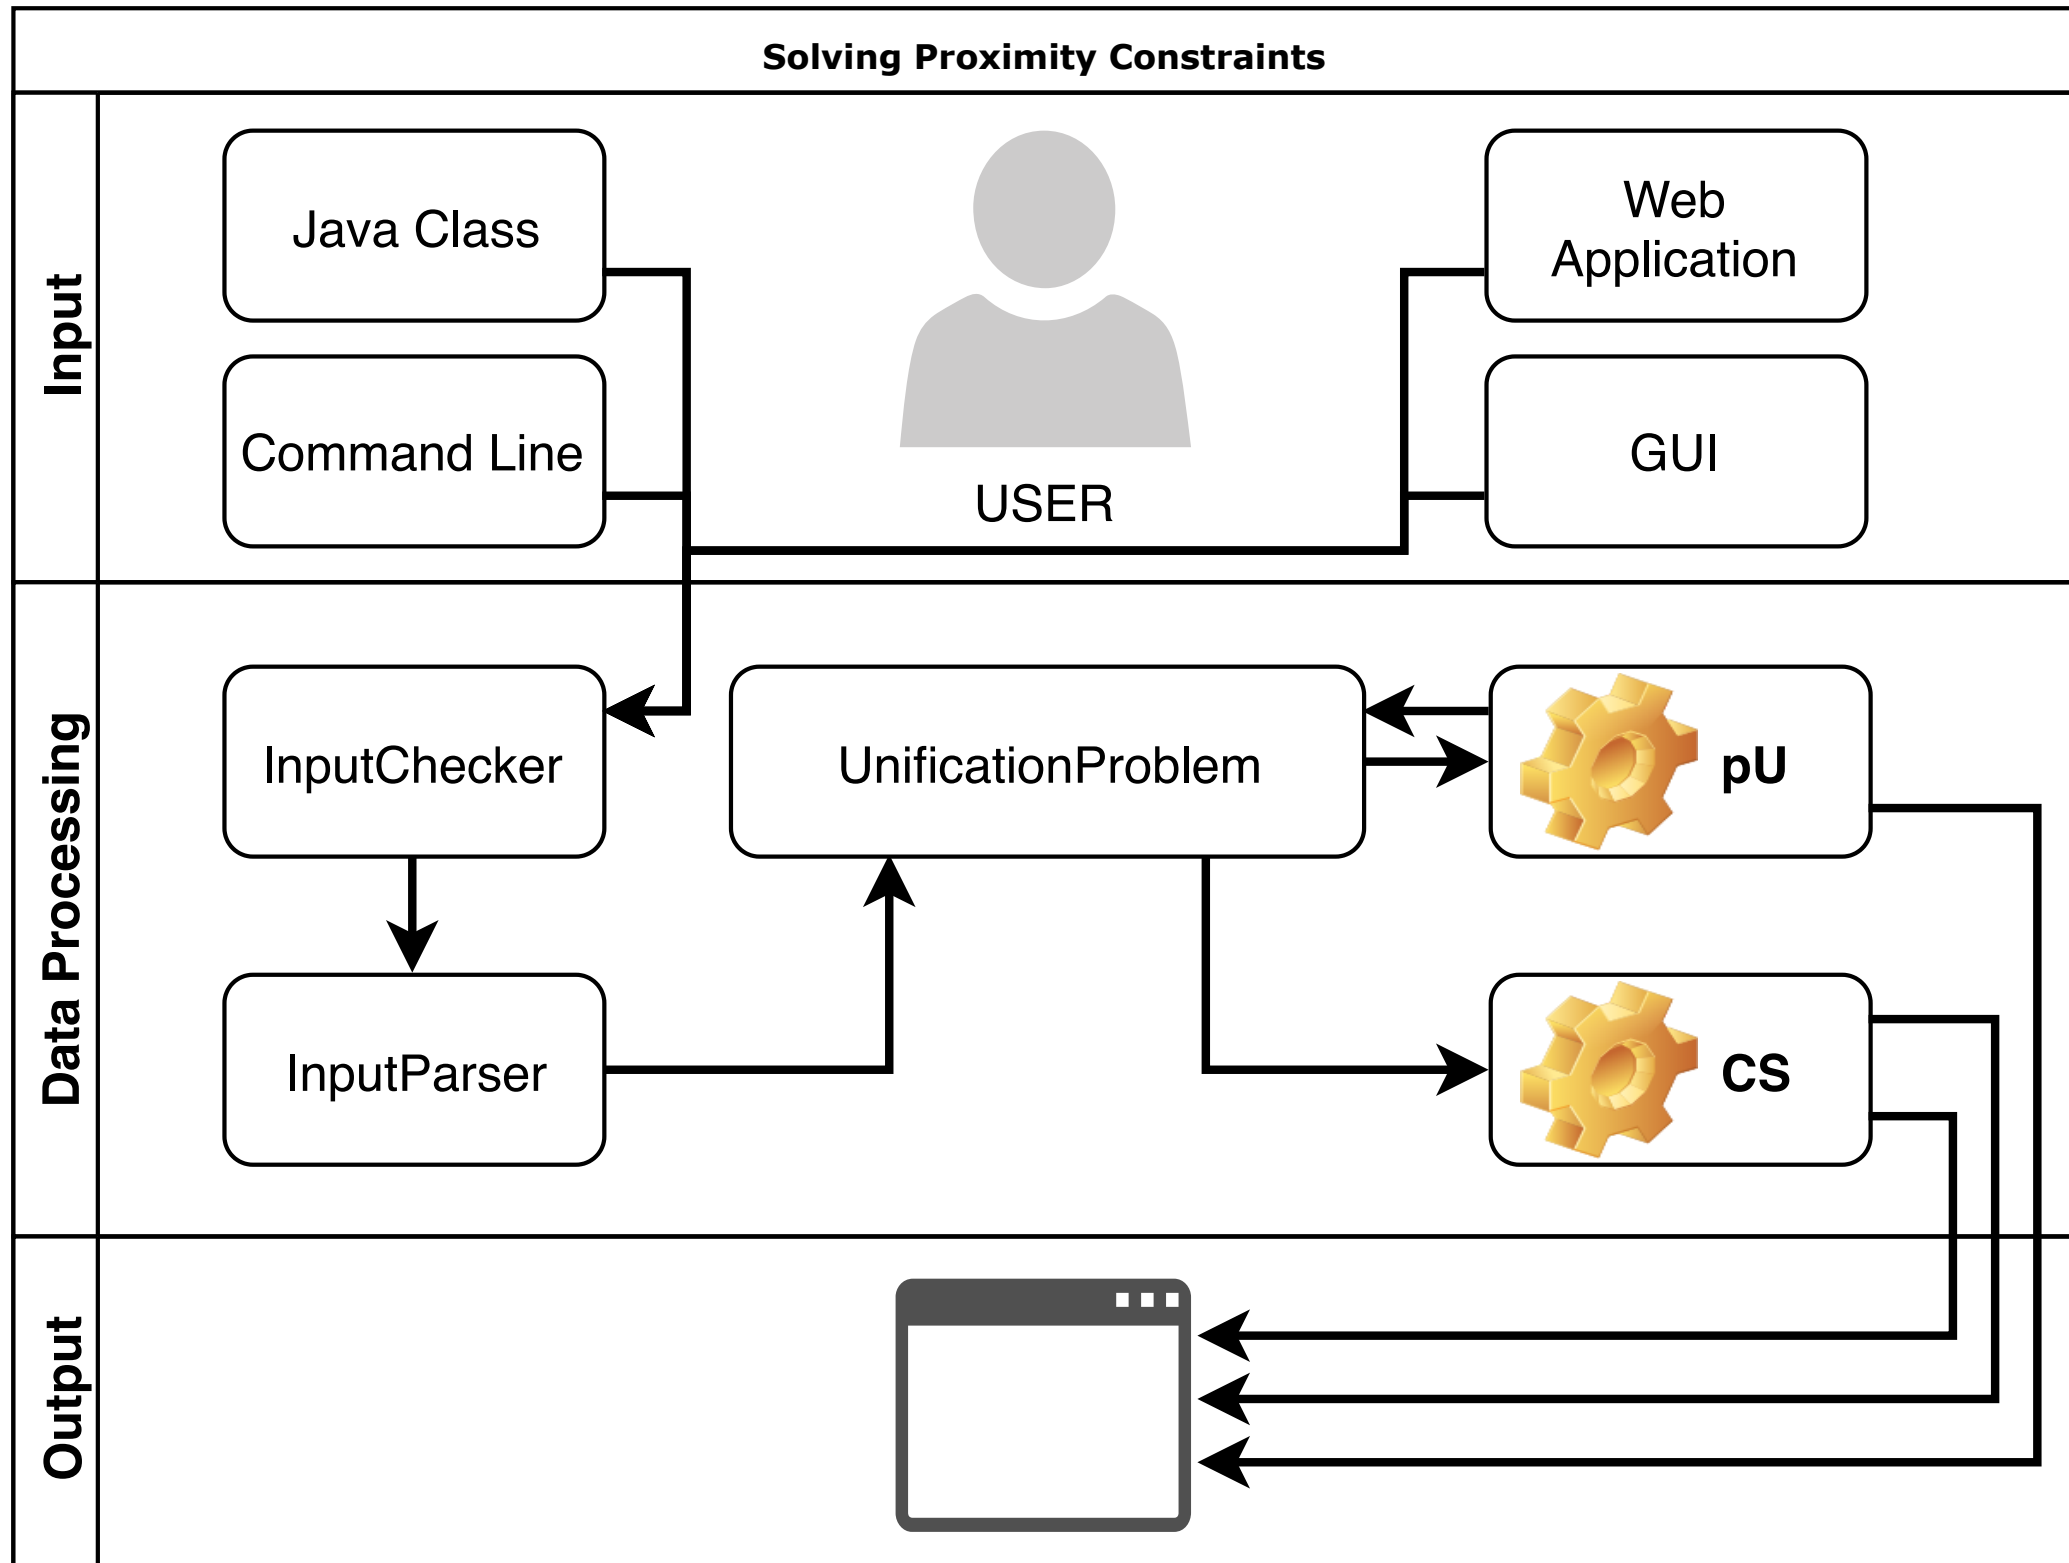 Solving Proximity Constraints
Input
Java Class
Web
Application
Command Line
GUI
USER
Data Processing
InputChecker
UnificationProblem
pU
InputParser
CS
Output